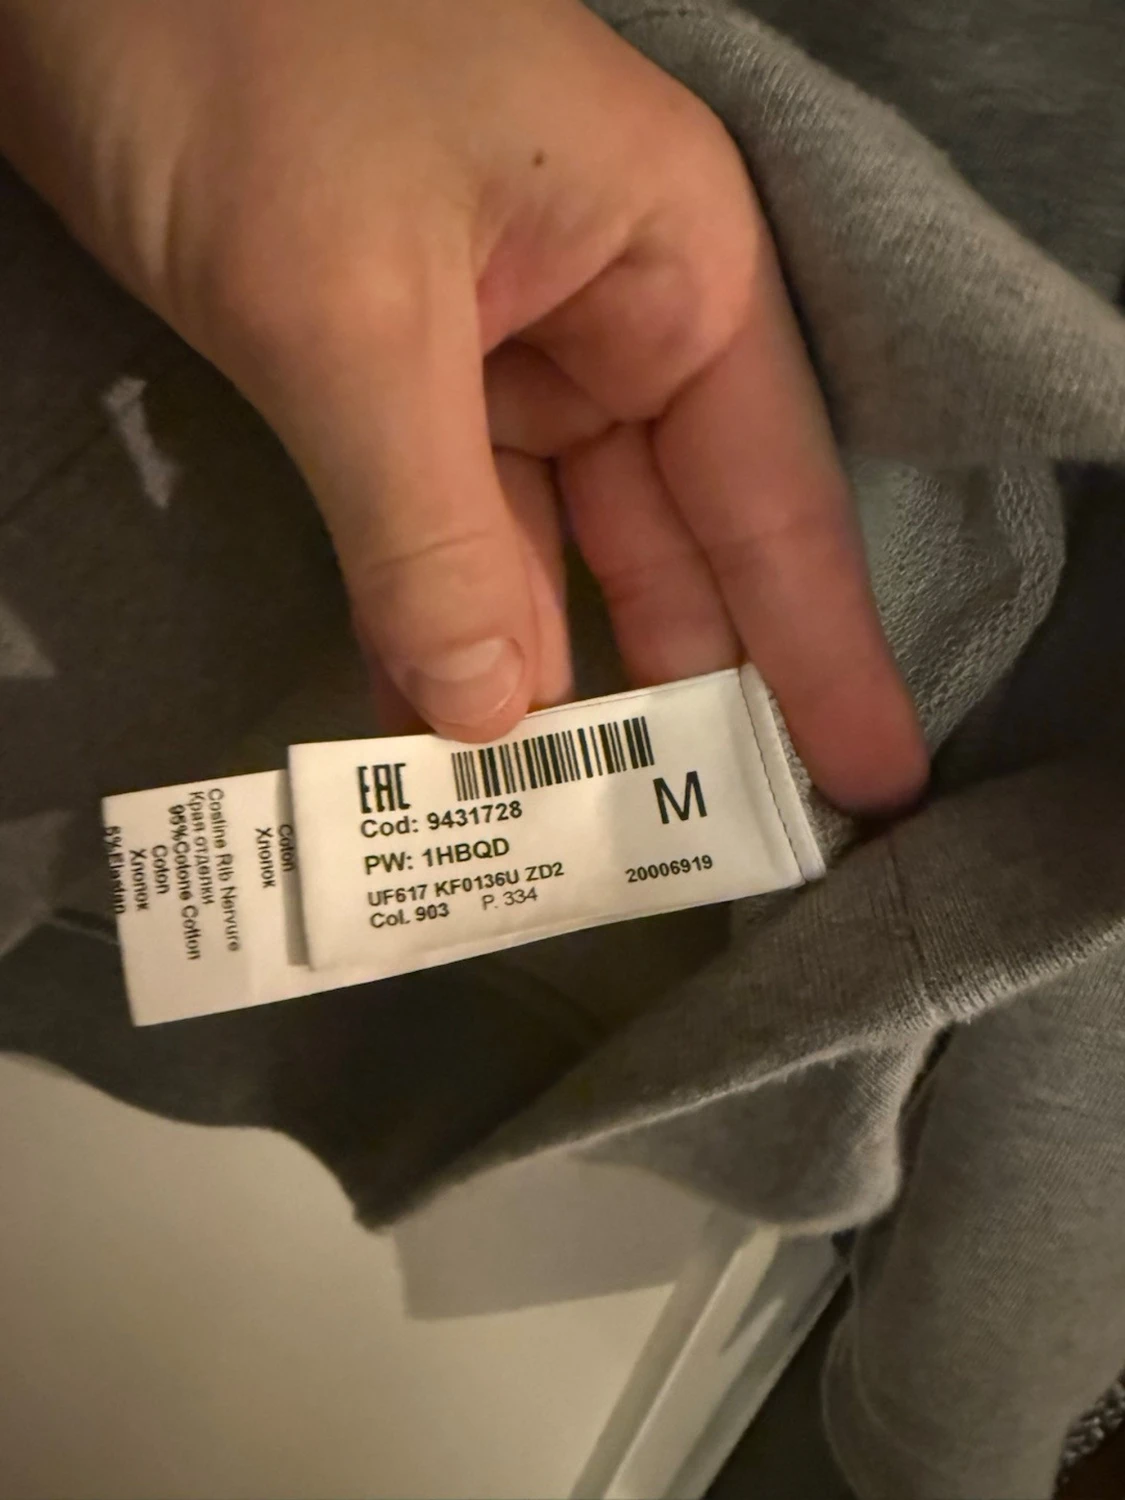 EAC
Cod: 9431728
M
PW: 1HBQD
UF617 KF0136U ZD2
20006919
Col. 903 P. 334
Coton
Хлопок
Costine Rib Nervure
Края отделки
95%Cotone Cotton
Coton
Хлопок
5%Elastan